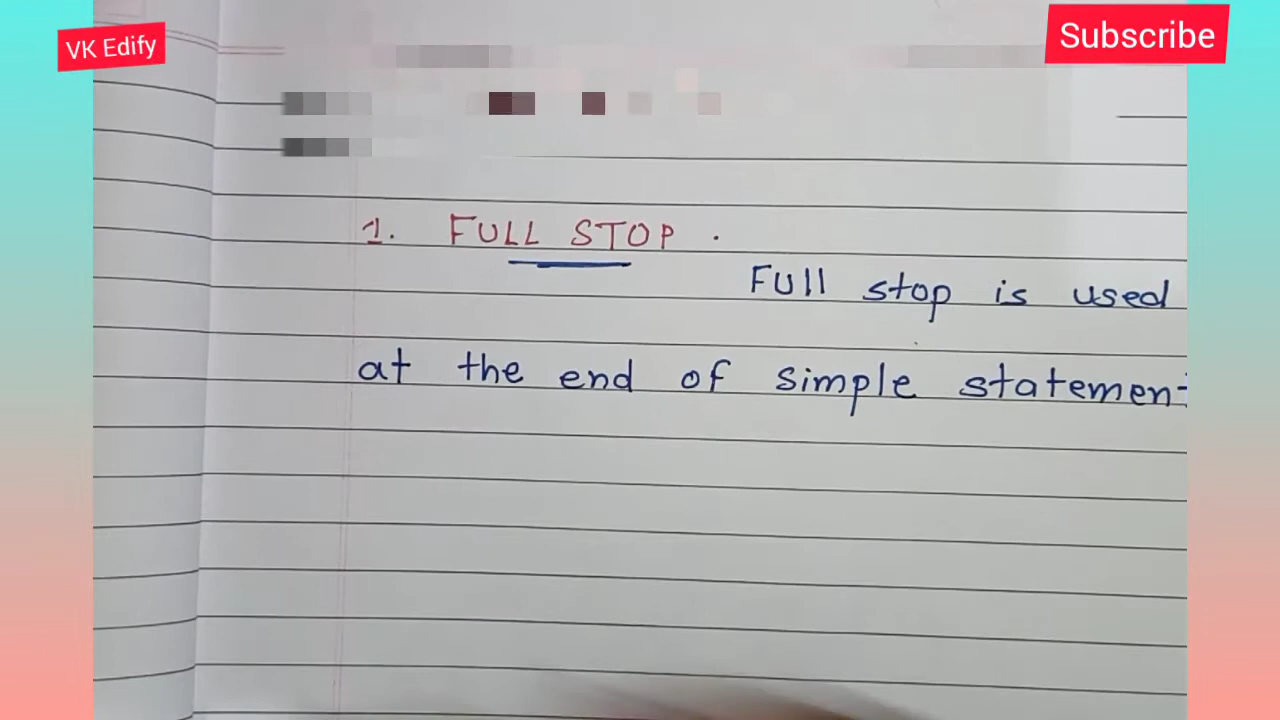 VK Edify
Subscribe
1. FULL STOP .
Full stop is used
at the end of simple statement